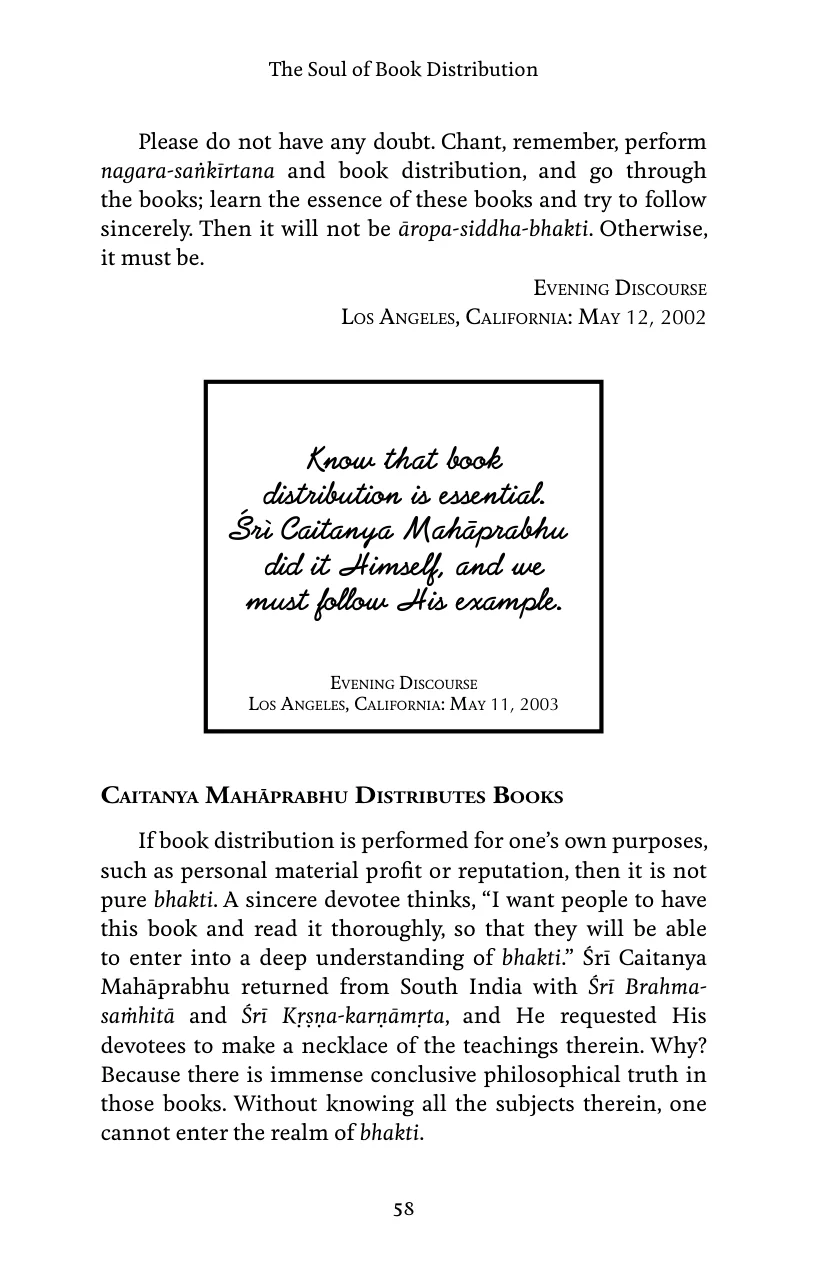 The Soul of Book Distribution
Please do not have any doubt. Chant, remember, perform
nagara-saṅkīrtana and book distribution, and go through
the books; learn the essence of these books and try to follow
sincerely. Then it will not be āropa-siddha-bhakti. Otherwise,
it must be.
Evening Discourse
Los Angeles, California: May 12, 2002
Know that book
distribution is essential.
Śrì Caitanya Mahāprabhu
did it Himself, and we
must follow His example.
Evening Discourse
Los Angeles, California: May 11, 2003
Caitanya Mahāprabhu Distributes Books
If book distribution is performed for one’s own purposes,
such as personal material profit or reputation, then it is not
pure bhakti. A sincere devotee thinks, “I want people to have
this book and read it thoroughly, so that they will be able
to enter into a deep understanding of bhakti.” Śrī Caitanya
Mahāprabhu returned from South India with Śrī Brahma-
saṁhitā and Śrī Kṛṣṇa-karṇāmṛta, and He requested His
devotees to make a necklace of the teachings therein. Why?
Because there is immense conclusive philosophical truth in
those books. Without knowing all the subjects therein, one
cannot enter the realm of bhakti.
58